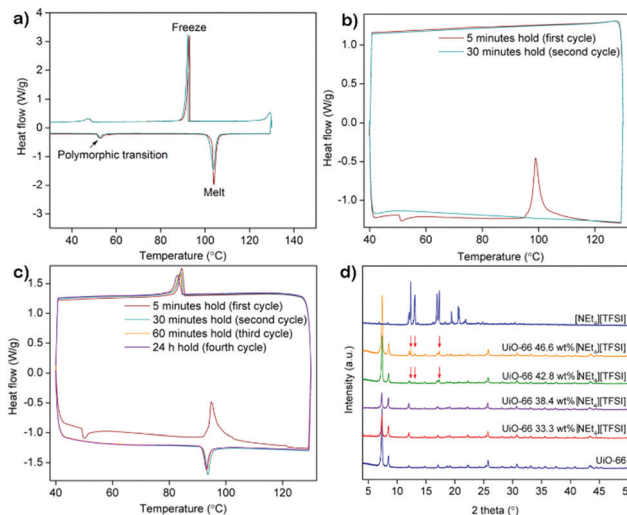 a)
Freeze
Heat flow (W/g)
4
3
2
1
0
-1
-2
-3
Polymorphic transition
Melt
40 60 80 100 120 140
Temperature (°C)
b)
5 minutes hold (first cycle)
30 minutes hold (second cycle)
Heat flow (W/g)
1.0
0.5
0.0
-0.5
-1.0
40 60 80 100 120
Temperature (°C)
c)
5 minutes hold (first cycle)
30 minutes hold (second cycle)
60 minutes hold (third cycle)
24 h hold (fourth cycle)
Heat flow (W/g)
1.5
1.0
0.5
0.0
-0.5
-1.0
-1.5
40 60 80 100 120
Temperature (°C)
d)
[NEt4][TFSI]
UiO-66 46.6 wt%[NEt4][TFSI]
UiO-66 42.8 wt%[NEt4][TFSI]
UiO-66 38.4 wt%[NEt4][TFSI]
UiO-66 33.3 wt%[NEt4][TFSI]
UiO-66
Intensity (a.u.)
5 10 15 20 25 30 35 40 45 50
2 theta (°)